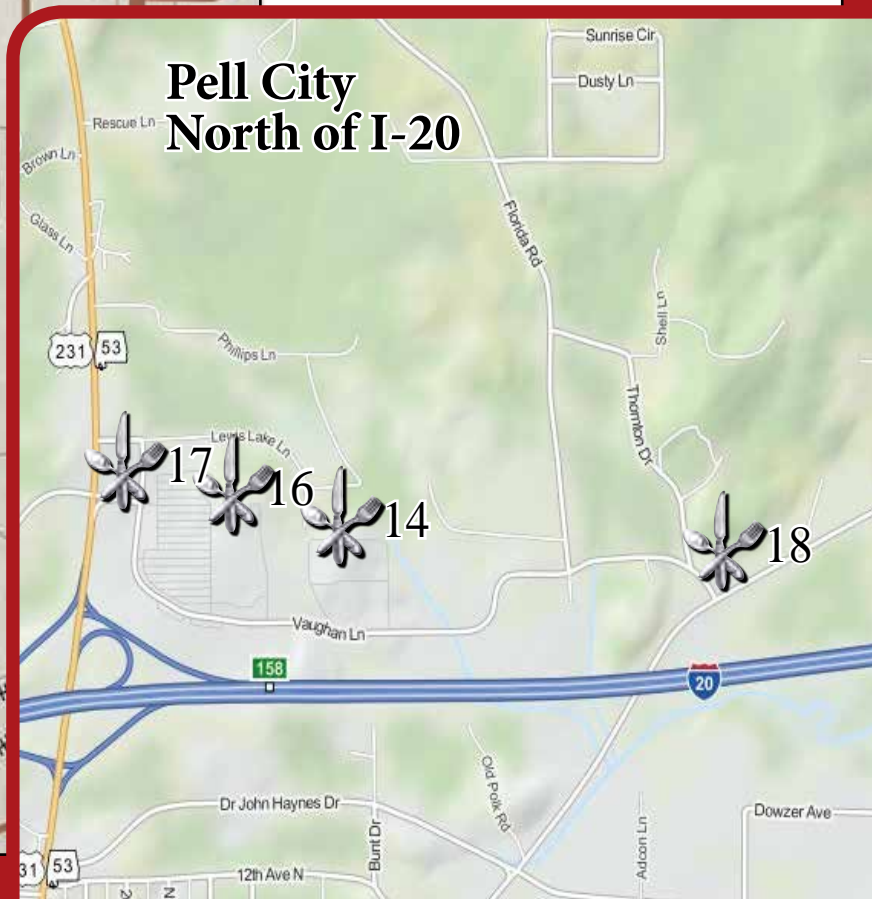 Sunrise Cir
Pell City
Dusty Ln
North of I-20
Rescue Ln
Brown Ln
Glass Ln
Florida Rd
Shell Ln
231 53
Phillips Ln
Thornton Dr
Lewis Lake Ln
17
16
14
18
Vaughan Ln
158
20
Old Polk Rd
Dr John Haynes Dr
Bunt Dr
Adcon Ln
Dowzer Ave
31 53
12th Ave N
2
N